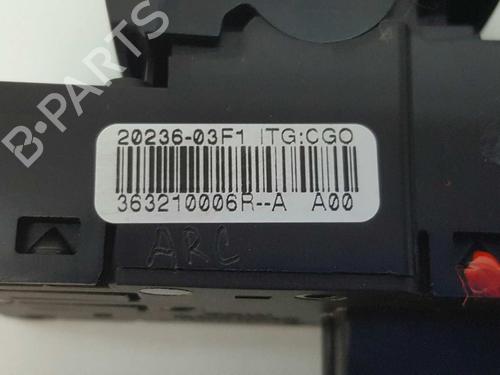 B-PARTS
20236-03F1 ITG:CGO
363210006R--A A00
ARC